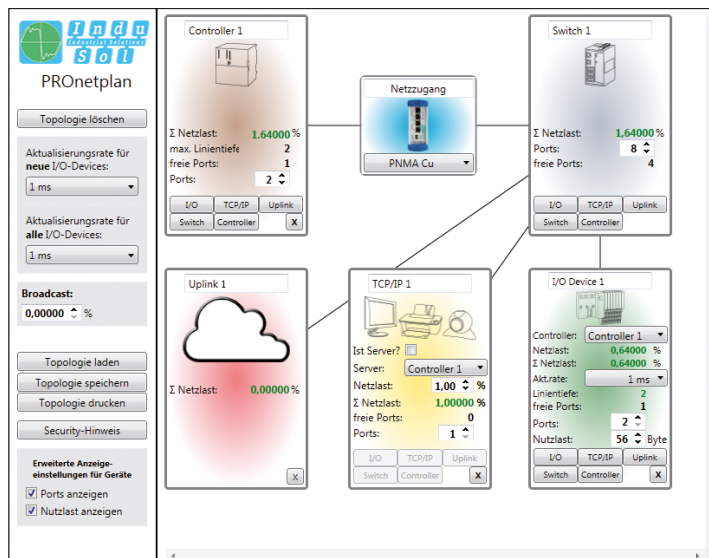 Indu
Industrial Solutions
Sol
PROnetplan
Topologie löschen
Aktualisierungsrate für
neue I/O-Devices:
1 ms
Aktualisierungsrate für
alle I/O-Devices:
1 ms
Broadcast:
0,00000 %
Topologie laden
Topologie speichern
Topologie drucken
Security-Hinweis
Erweiterte Anzeige-
einstellungen für Geräte
Ports anzeigen
Nutzlast anzeigen
Controller 1
Σ Netzlast: 1.64000 %
max. Linientiefe 2
freie Ports: 1
Ports: 2
I/O TCP/IP Uplink
Switch Controller X
Netzzugang
PNMA Cu
Switch 1
Σ Netzlast: 1,64000 %
Ports: 8
freie Ports: 4
I/O TCP/IP Uplink
Switch Controller
Uplink 1
Σ Netzlast: 0,00000 %
X
TCP/IP 1
Ist Server?
Server: Controller 1
Netzlast: 1,00 %
Σ Netzlast: 1,00000 %
freie Ports: 0
Ports: 1
I/O TCP/IP Uplink
Switch Controller X
I/O Device 1
Controller: Controller 1
Netzlast: 0,64000 %
Σ Netzlast: 0,64000 %
Akt.rate: 1 ms
Linientiefe: 2
freie Ports: 1
Ports: 2
Nutzlast: 56 Byte
I/O TCP/IP Uplink
Switch Controller X